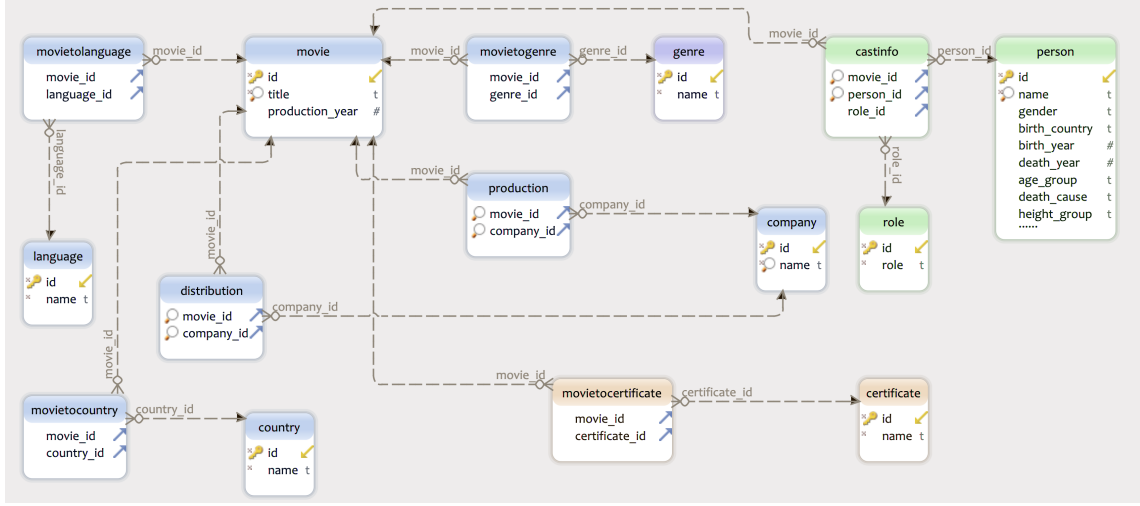 movietolanguage
movie_id
language_id
movie_id
movie
id
title t
production_year #
movie_id
movietogenre
movie_id
genre_id
genre_id
genre
id
name t
movie_id
castinfo
movie_id
person_id
role_id
person_id
person
id
name t
gender t
birth_country t
birth_year #
death_year #
age_group t
death_cause t
height_group t
......
language_id
role_id
movie_id
production
movie_id
company_id
company_id
company
id
name t
role
id
role t
language
id
name t
movie_id
distribution
movie_id
company_id
company_id
movie_id
movietocountry
movie_id
country_id
country_id
country
id
name t
movie_id
movietocertificate
movie_id
certificate_id
certificate_id
certificate
id
name t